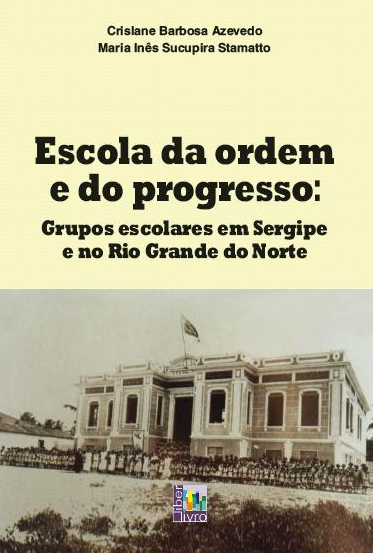 Crislane Barbosa Azevedo
Maria Inês Sucupira Stamatto
Escola da ordem
e do progresso:
Grupos escolares em Sergipe
e no Rio Grande do Norte
Liber
Livro